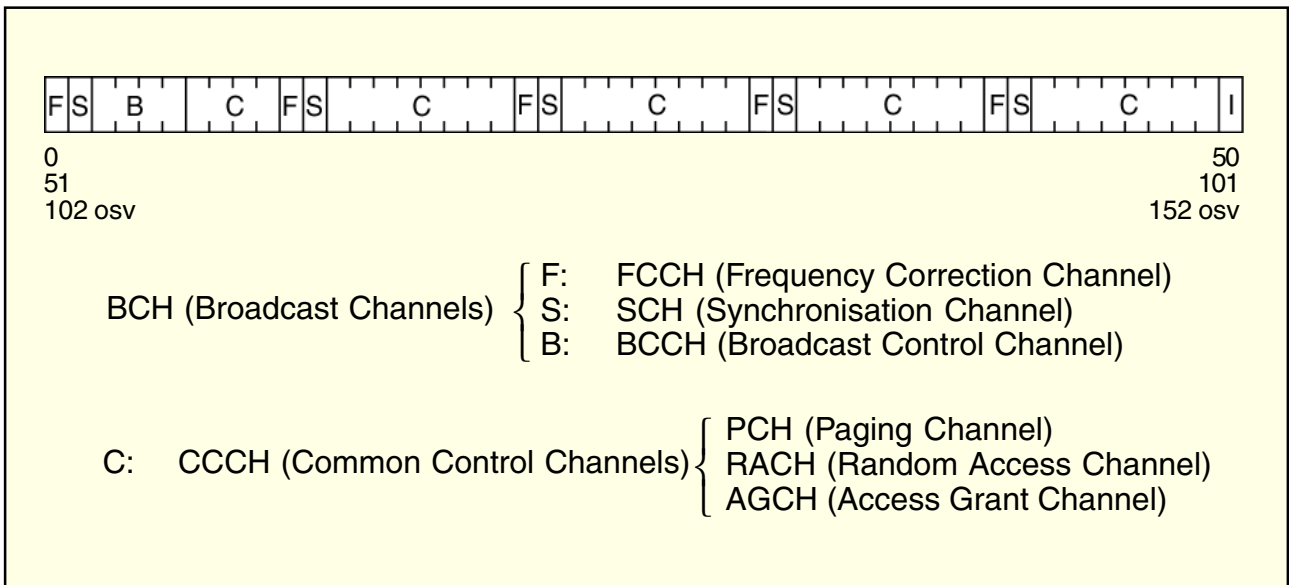 F S B C F S C F S C F S C F S C I
0 50
51 101
102 osv 152 osv
F: FCCH (Frequency Correction Channel)
BCH (Broadcast Channels) S: SCH (Synchronisation Channel)
B: BCCH (Broadcast Control Channel)
PCH (Paging Channel)
C: CCCH (Common Control Channels) RACH (Random Access Channel)
AGCH (Access Grant Channel)